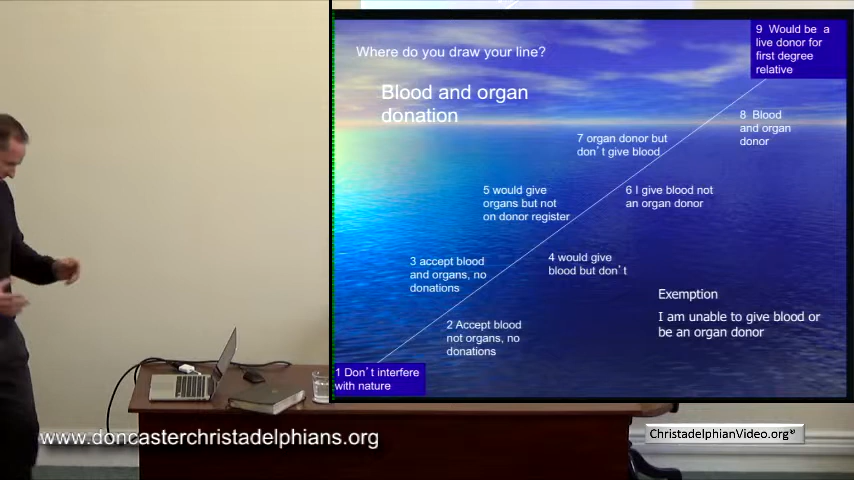 Where do you draw your line?
Blood and organ
donation
9 Would be a
live donor for
first degree
relative
8 Blood
and organ
donor
7 organ donor but
don't give blood
6 I give blood not
an organ donor
5 would give
organs but not
on donor register
4 would give
blood but don't
3 accept blood
and organs, no
donations
2 Accept blood
not organs, no
donations
1 Don't interfere
with nature
Exemption
I am unable to give blood or
be an organ donor
www.doncasterchristadelphians.org
ChristadelphianVideo.org®